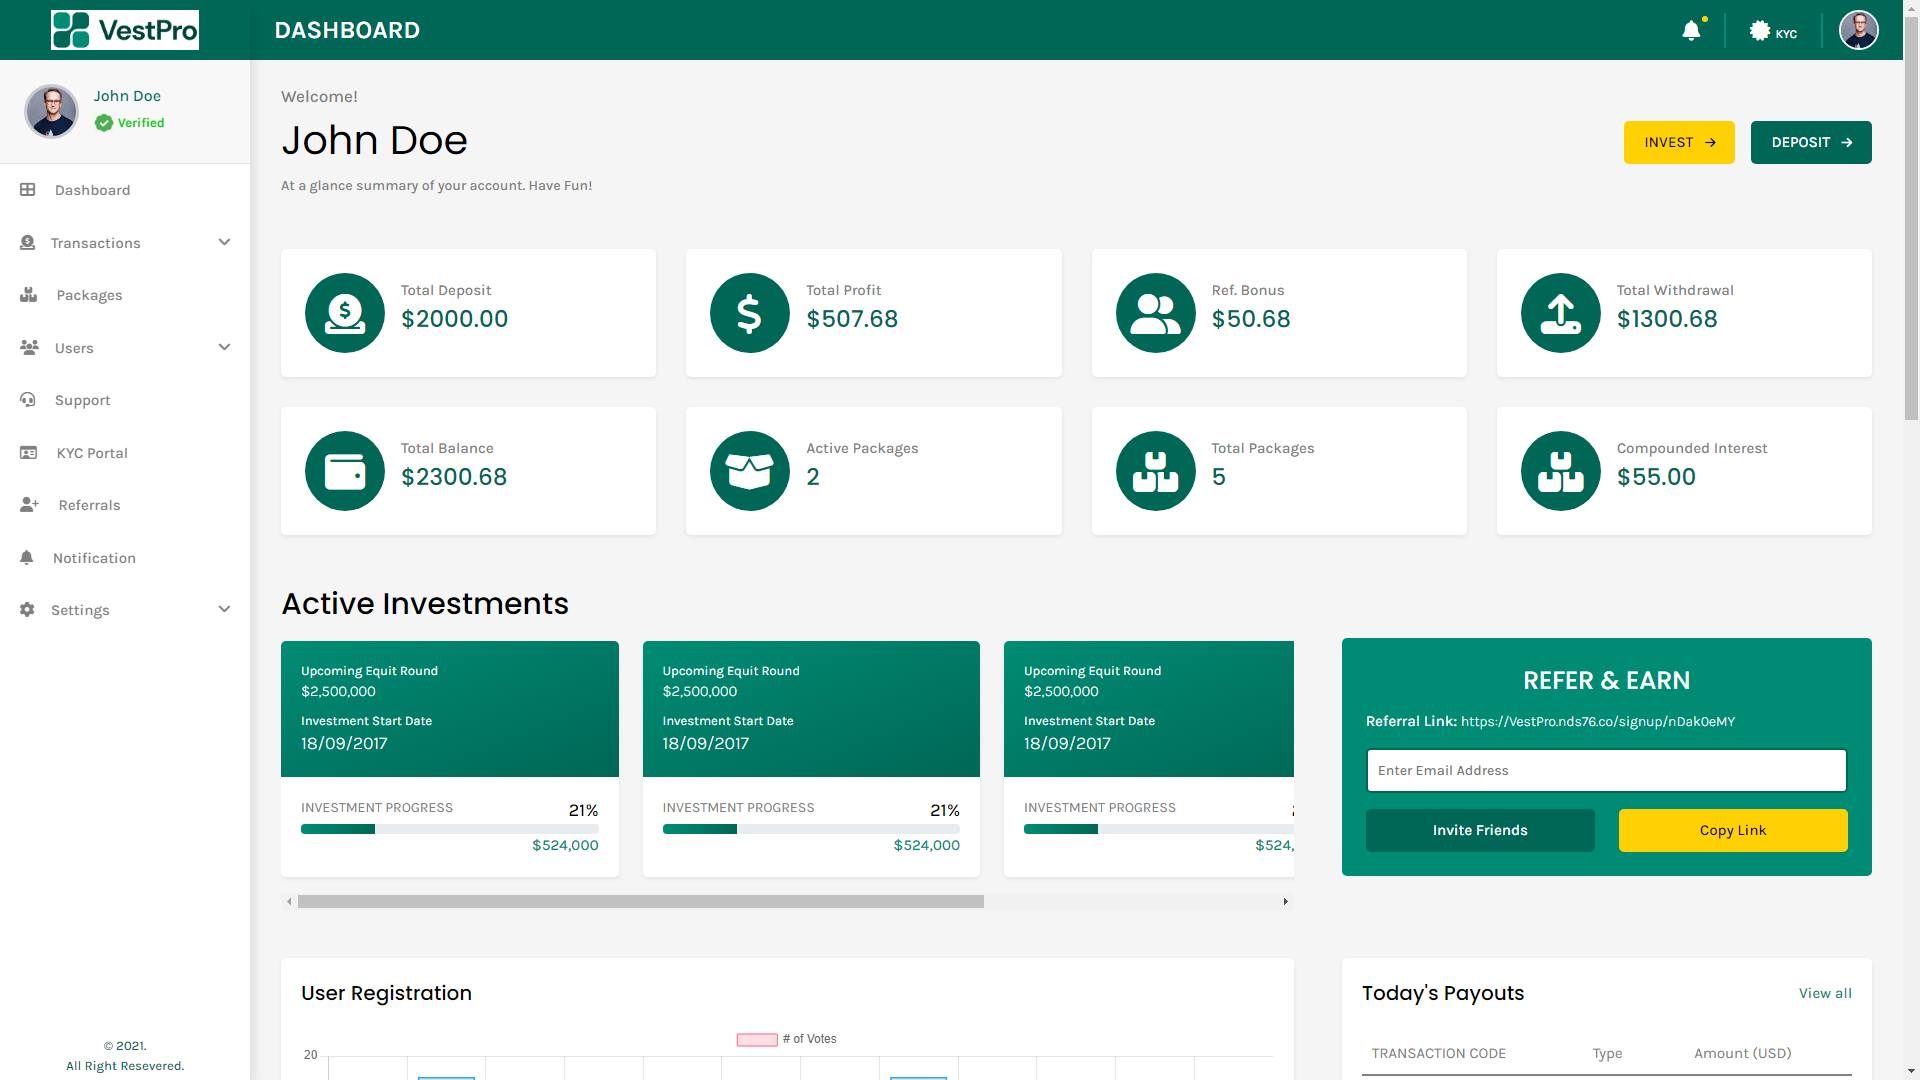 VestPro
DASHBOARD
KYC
John Doe
Verified
Dashboard
Transactions
Packages
Users
Support
KYC Portal
Referrals
Notification
Settings
© 2021.
All Right Resevered.
Welcome!
John Doe
At a glance summary of your account. Have Fun!
INVEST
DEPOSIT
Total Deposit
$2000.00
Total Profit
$507.68
Ref. Bonus
$50.68
Total Withdrawal
$1300.68
Total Balance
$2300.68
Active Packages
2
Total Packages
5
Compounded Interest
$55.00
Active Investments
Upcoming Equit Round
$2,500,000
Investment Start Date
18/09/2017
INVESTMENT PROGRESS
21%
$524,000
Upcoming Equit Round
$2,500,000
Investment Start Date
18/09/2017
INVESTMENT PROGRESS
21%
$524,000
Upcoming Equit Round
$2,500,000
Investment Start Date
18/09/2017
INVESTMENT PROGRESS
$524,
REFER & EARN
Referral Link: https://VestPro.nds76.co/signup/nDak0eMY
Enter Email Address
Invite Friends
Copy Link
User Registration
# of Votes
20
Today's Payouts
View all
TRANSACTION CODE Type Amount (USD)